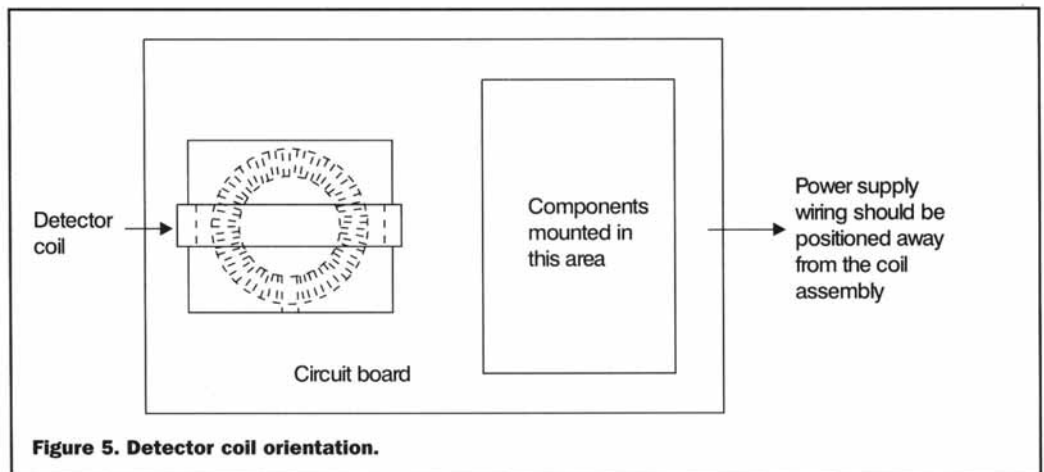 Detector
coil
Components
mounted in
this area
Power supply
wiring should be
positioned away
from the coil
assembly
Circuit board
Figure 5. Detector coil orientation.